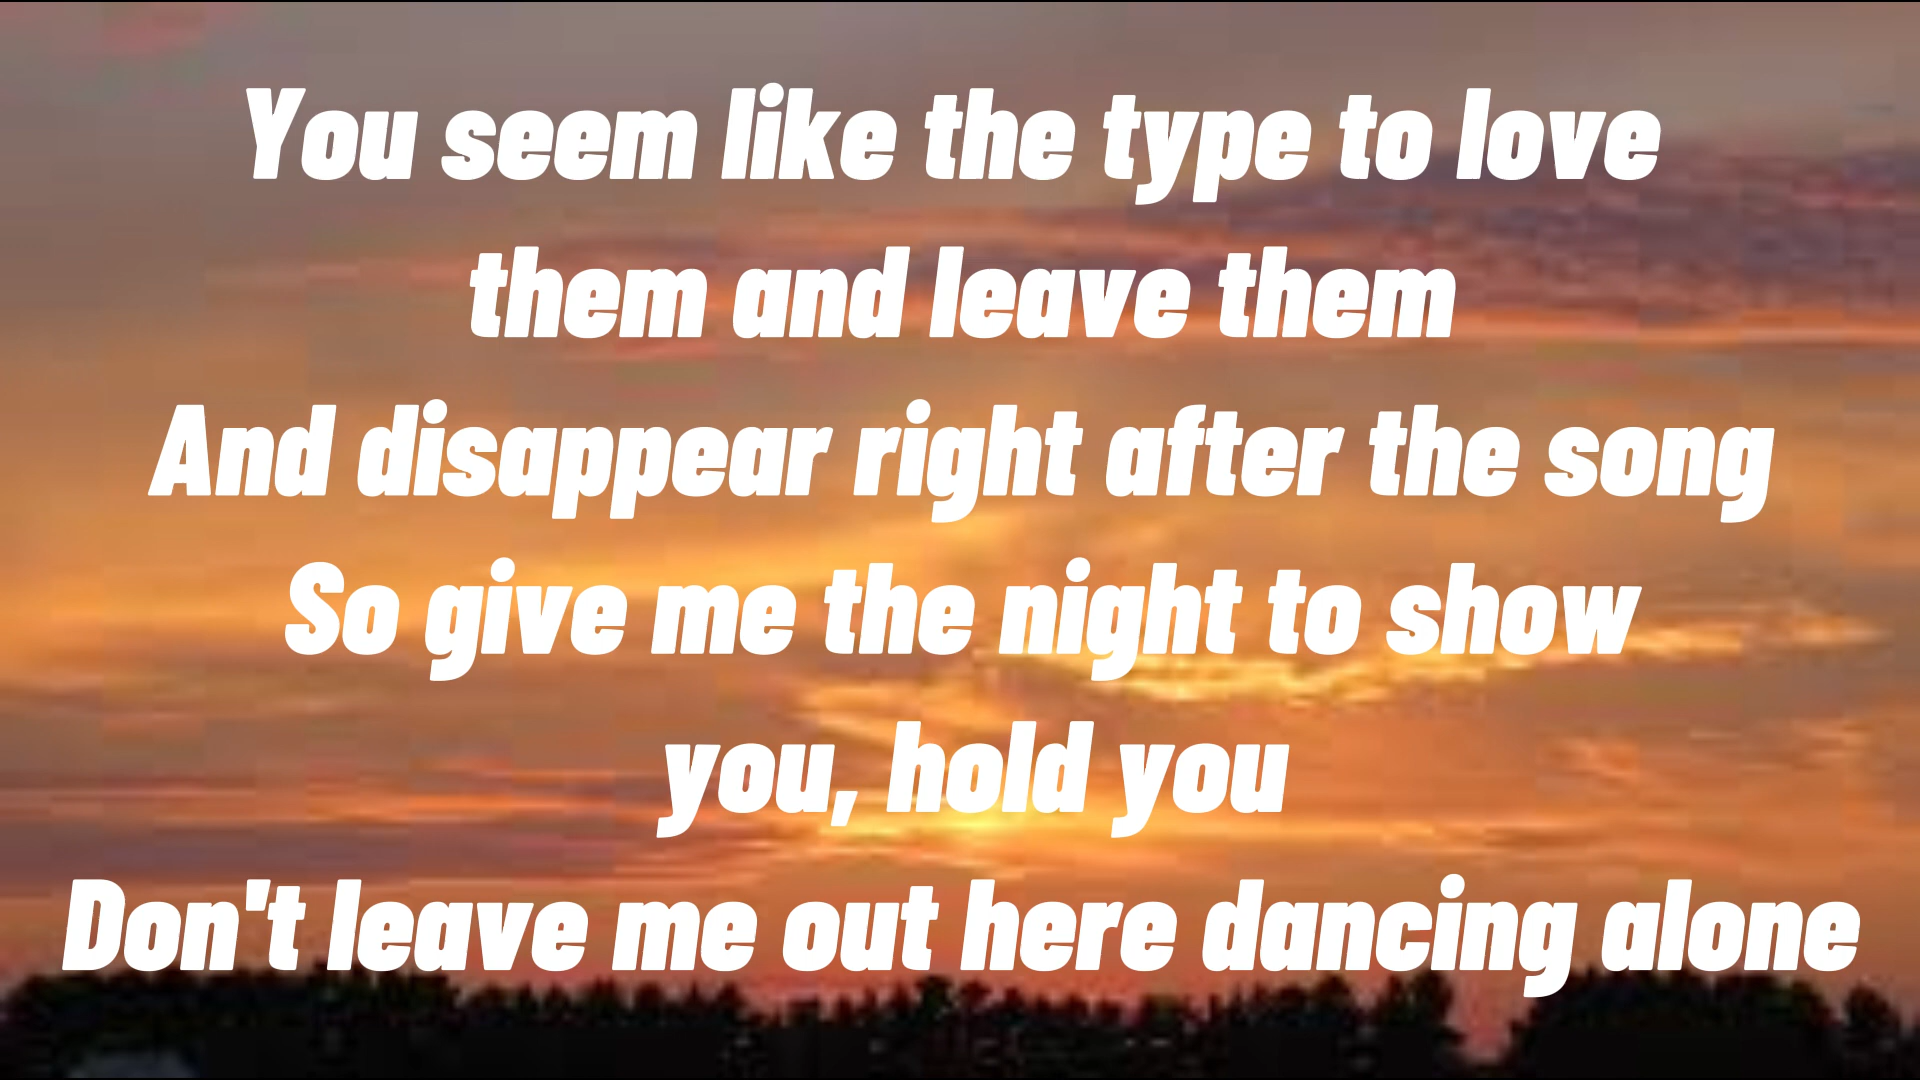 You seem like the type to love
them and leave them
And disappear right after the song
So give me the night to show
you, hold you
Don't leave me out here dancing alone